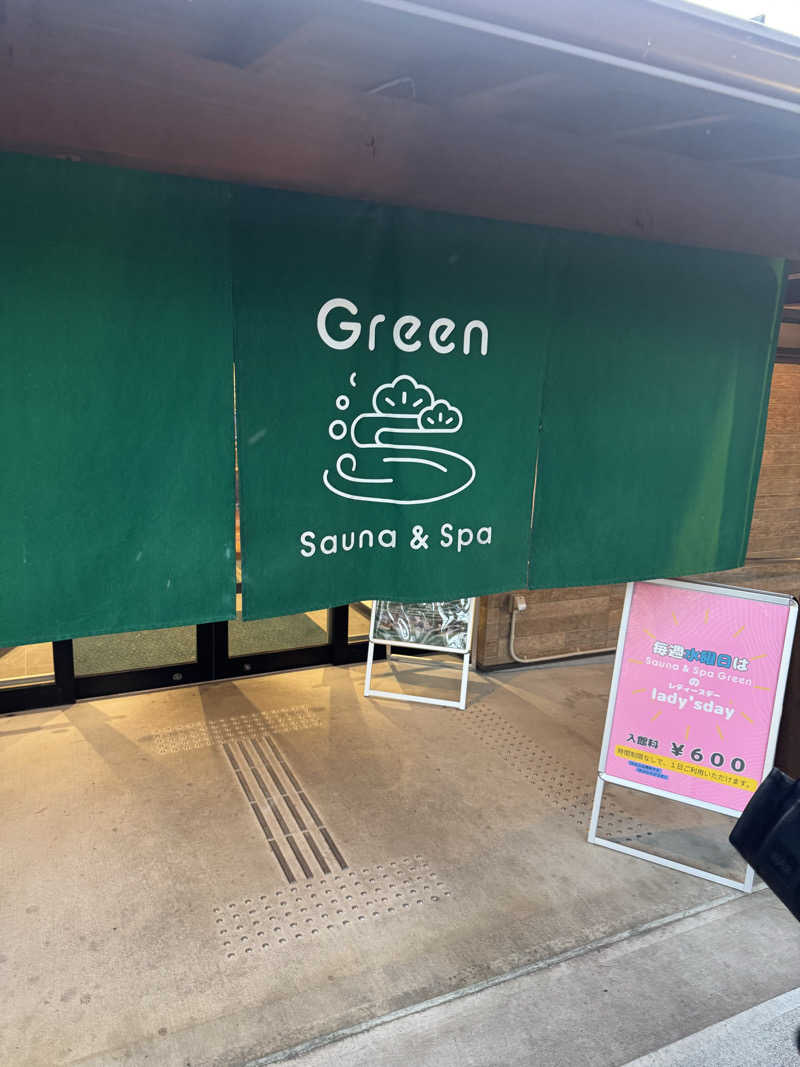 Green
Sauna & Spa
毎週水曜日は
Sauna & Spa Green
の
レディースデー
lady'sday
入館料 ¥600
時間制限なしで、1日ご利用いただけます。